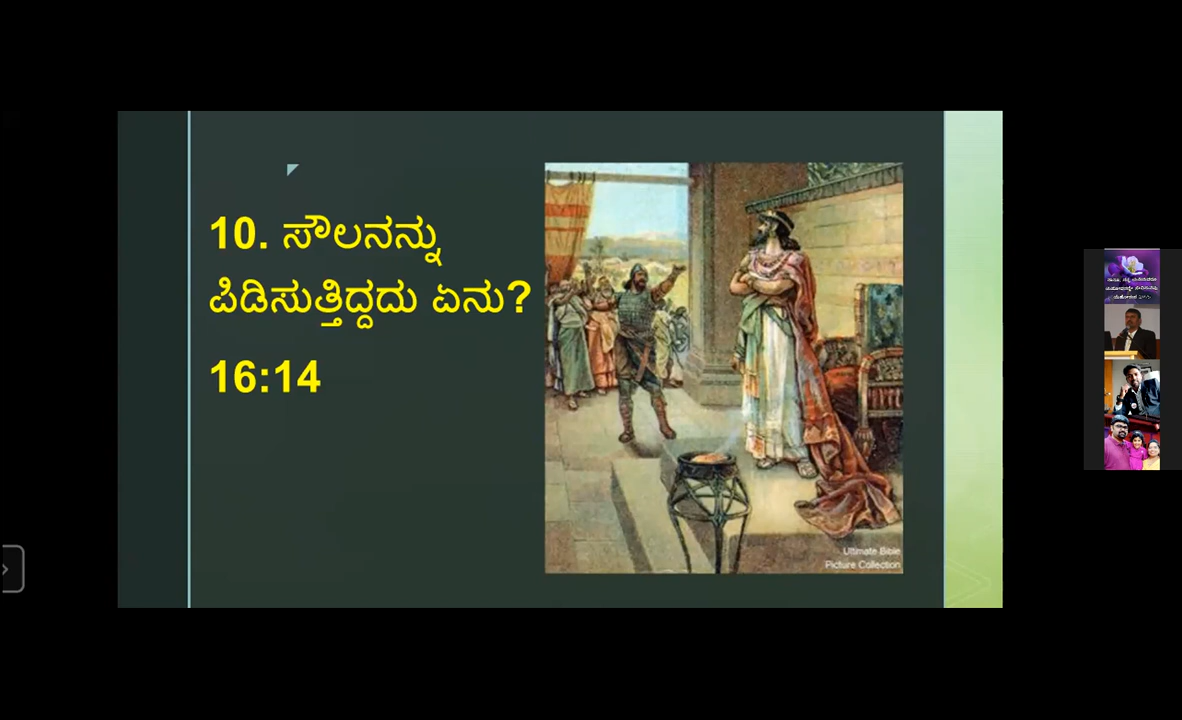 10. ಸೌಲನನ್ನು
ಪಿಡಿಸುತ್ತಿದ್ದದು ಏನು?
16:14
Ultimate Bible
Picture Collection